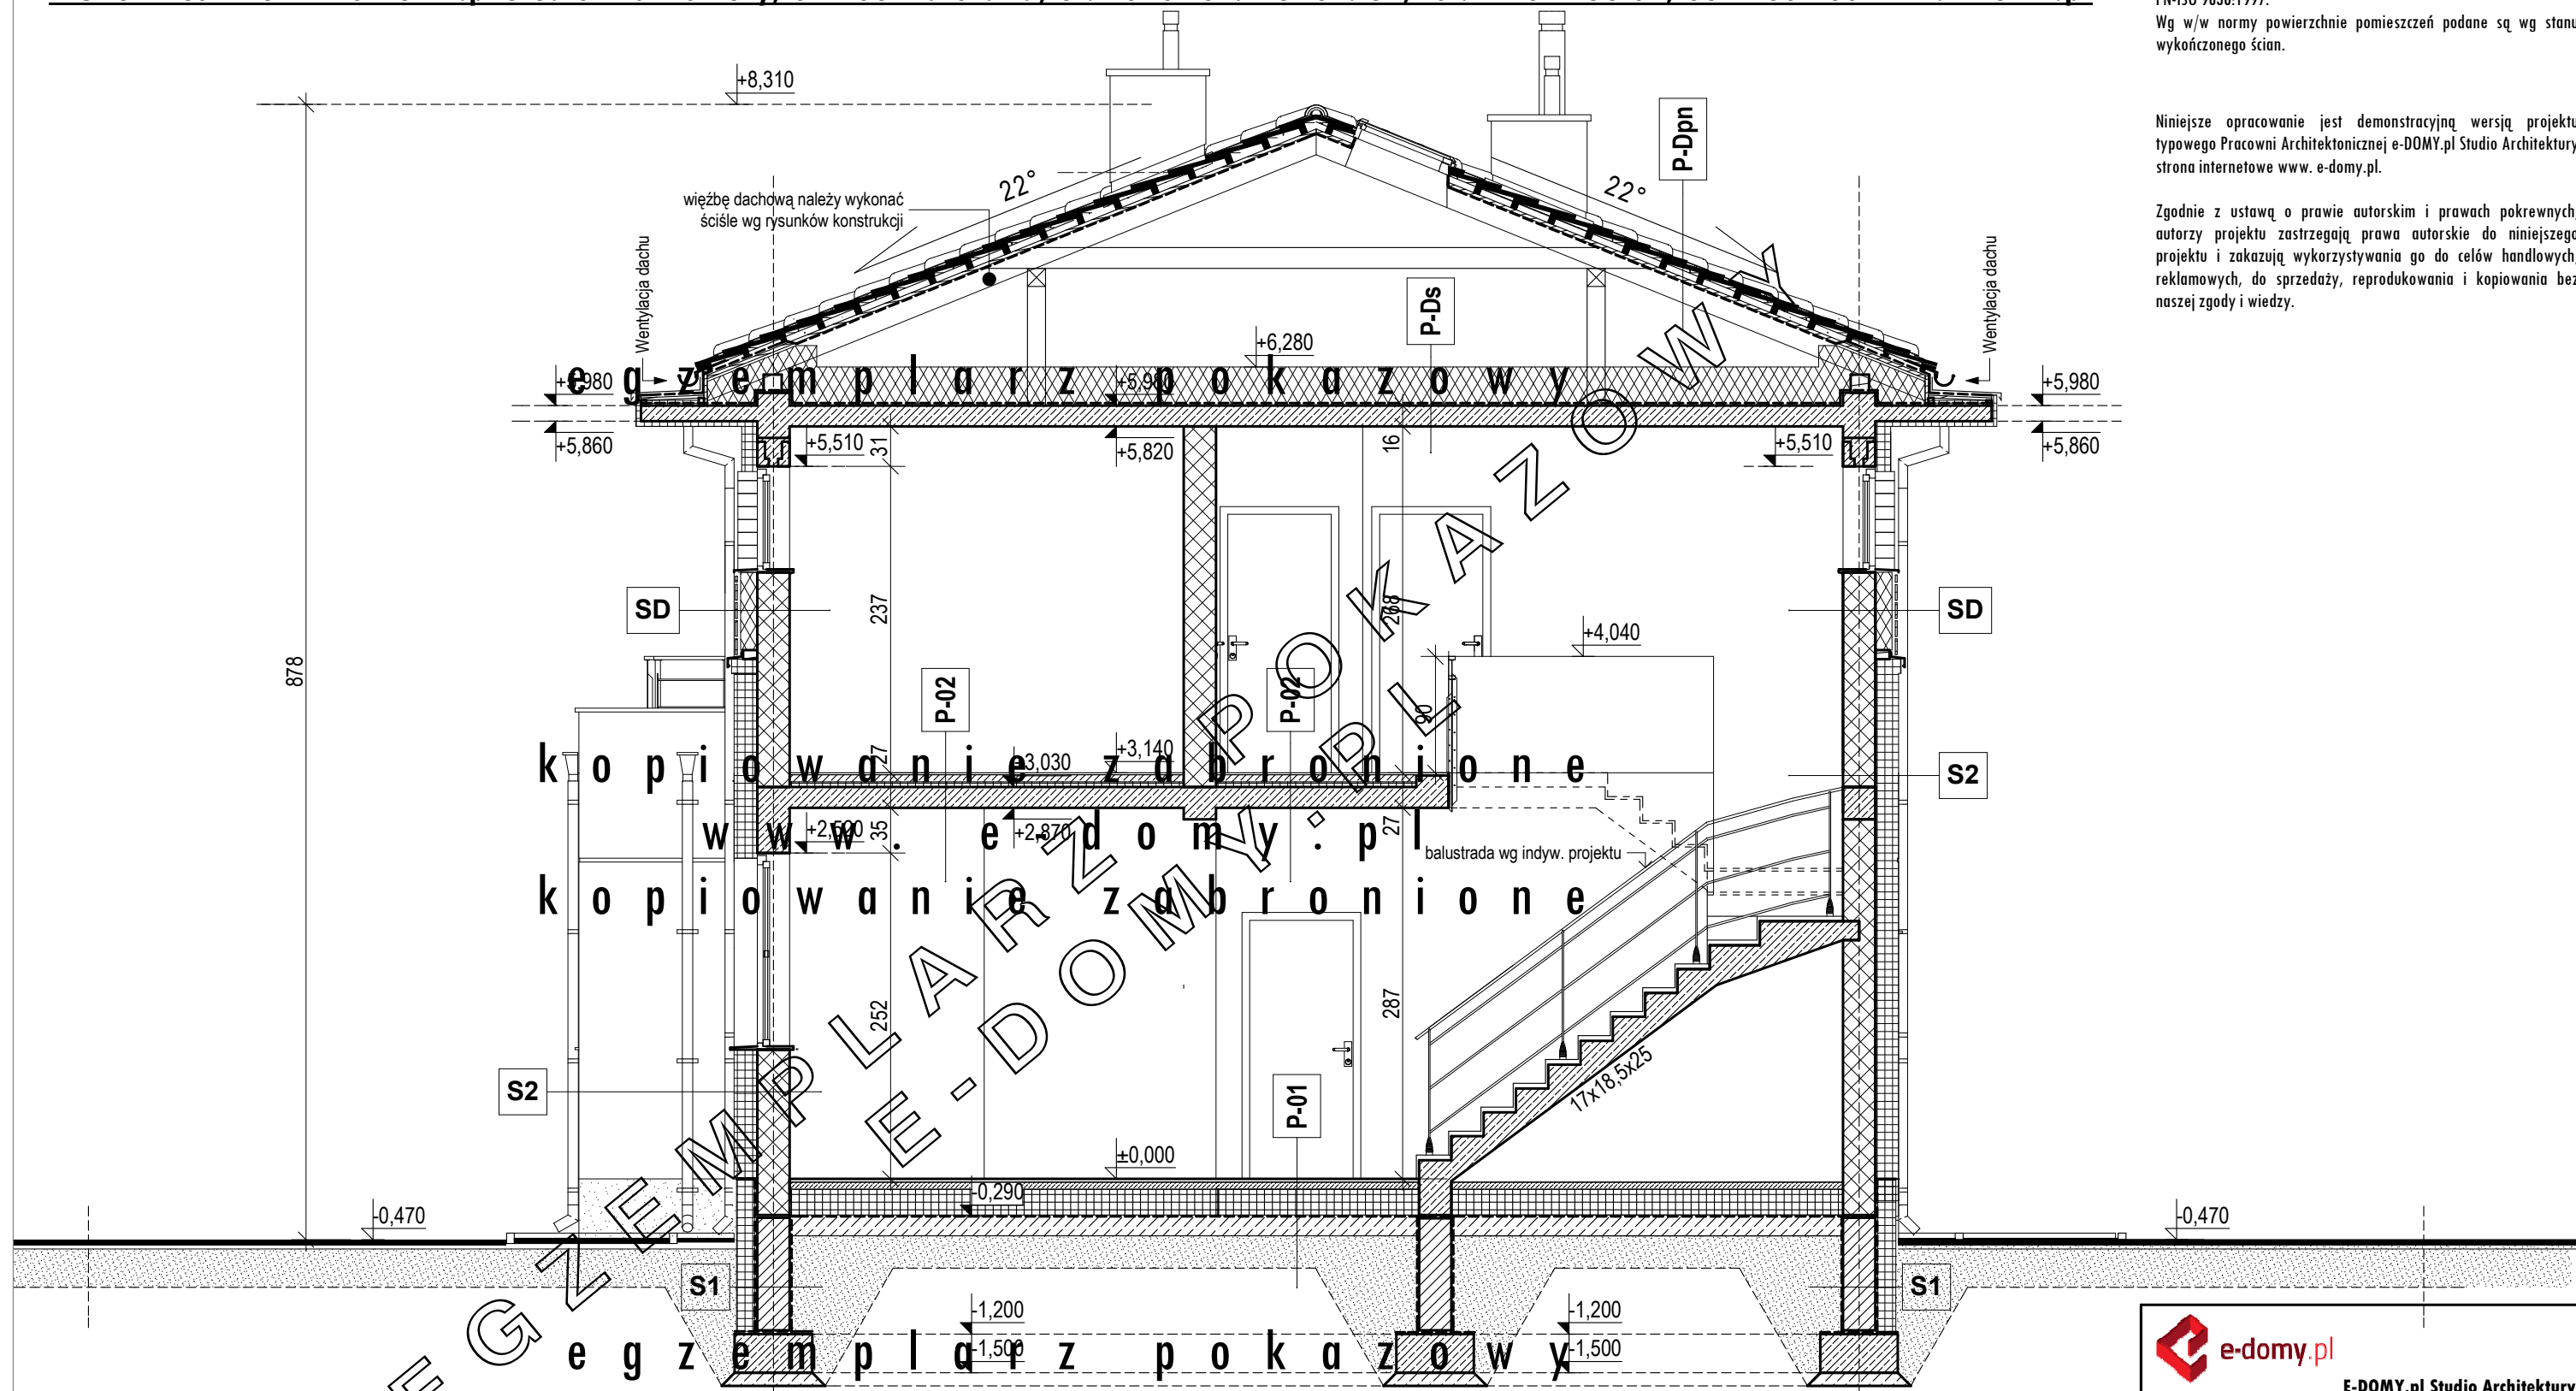 Wg w/w normy powierzchnie pomieszczeń podane są wg stanu
wykończonego ścian.
Niniejsze opracowanie jest demonstracyjną wersją projektu
typowego Pracowni Architektonicznej e-DOMY.pl Studio Architektury
strona internetowe www. e-domy.pl.
Zgodnie z ustawą o prawie autorskim i prawach pokrewnych,
autorzy projektu zastrzegają prawa autorskie do niniejszego
projektu i zakazują wykorzystywania go do celów handlowych,
reklamowych, do sprzedaży, reprodukowania i kopiowania bez
naszej zgody i wiedzy.
+8,310
22°
22°
P-Dpn
więźbę dachową należy wykonać
ściśle wg rysunków konstrukcji
Wentylacja dachu
Wentylacja dachu
P-Ds
+6,280
+5,980
+5,980
+5,980
egzemplarz pokazowy
+5,860
+5,510
31
+5,820
16
+5,510
+5,860
SD
237
268
SD
+4,040
878
P-02
P-02
90
27
+3,030
+3,140
kopiowanie zabronione
S2
+2,520
35
+2,870
27
www.e-domy.pl
balustrada wg indyw. projektu
kopiowanie zabronione
252
287
17x18,5x25
S2
P-01
±0,000
-0,290
-0,470
-0,470
S1
S1
-1,200
-1,200
-1,500
-1,500
egzemplarz pokazowy
EGZEMPLARZ POKAZOWY
E-DOMY.PL
e-domy.pl
E-DOMY.pl Studio Architektury